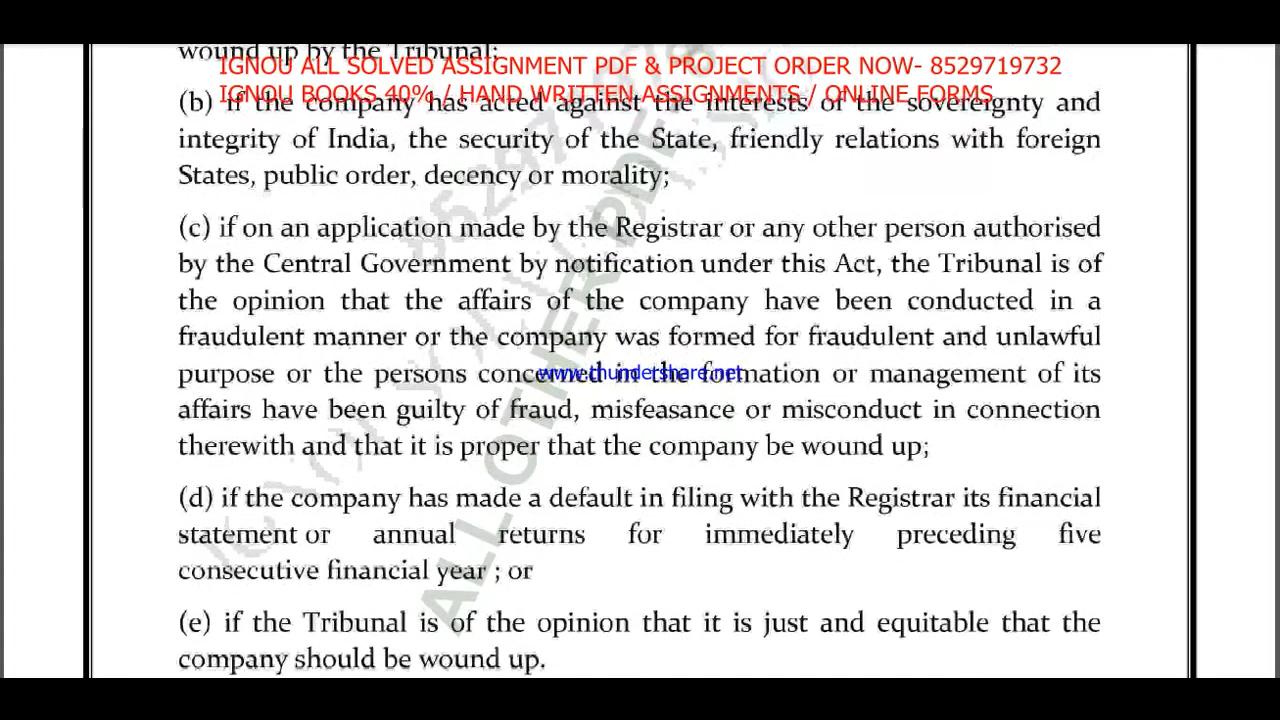 wound up by the Tribunal;
IGNOU ALL SOLVED ASSIGNMENT PDF & PROJECT ORDER NOW- 8529719732
IGNOU BOOKS 40% / HAND WRITTEN ASSIGNMENTS / ONLINE FORMS
(b) if the company has acted against the interests of the sovereignty and
integrity of India, the security of the State, friendly relations with foreign
States, public order, decency or morality;
(c) if on an application made by the Registrar or any other person authorised
by the Central Government by notification under this Act, the Tribunal is of
the opinion that the affairs of the company have been conducted in a
fraudulent manner or the company was formed for fraudulent and unlawful
purpose or the persons concerned in the formation or management of its
www.thundershare.net
affairs have been guilty of fraud, misfeasance or misconduct in connection
therewith and that it is proper that the company be wound up;
(d) if the company has made a default in filing with the Registrar its financial
statement or annual returns for immediately preceding five
consecutive financial year ; or
(e) if the Tribunal is of the opinion that it is just and equitable that the
company should be wound up.
ALL OTHER PDF